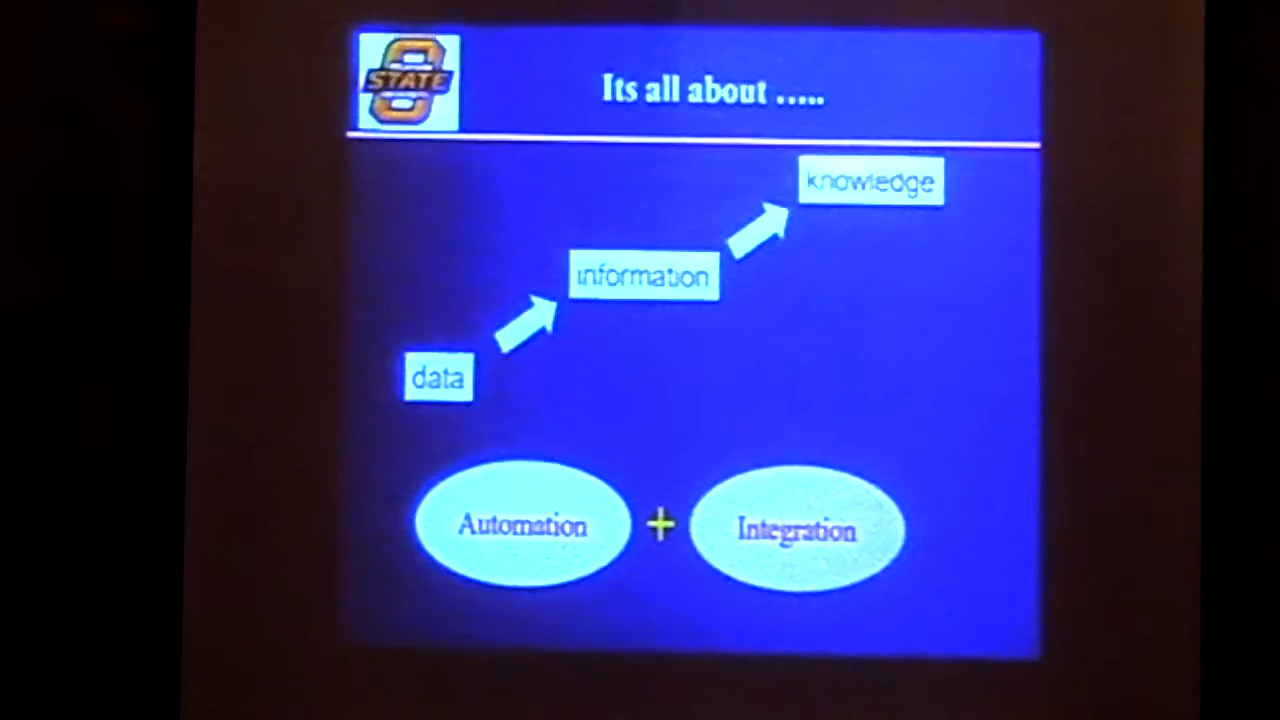 STATE
Its all about .....
knowledge
information
data
Automation + Integration